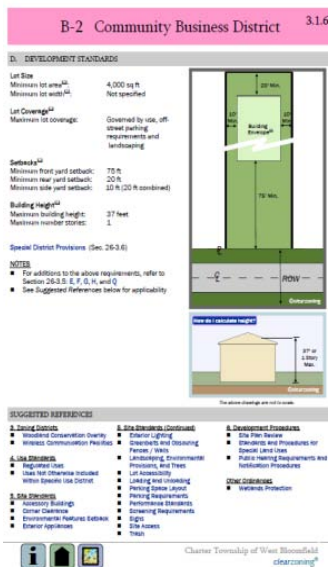 B-2 Community Business District
3.1.6
D. DEVELOPMENT STANDARDS
Lot Size
Minimum lot area: 4,000 sq ft
Minimum lot width: Not specified
Lot Coverage
Maximum lot coverage: Governed by use, off-
street parking
requirements and
landscaping
Setbacks
Minimum front yard setback: 75 ft
Minimum rear yard setback: 20 ft
Minimum side yard setback: 10 ft (20 ft combined)
Building Height
Maximum building height: 37 feet
Maximum number stories: 1
Special District Provisions (Sec. 26-3.6)
NOTES
■ For additions to the above requirements, refer to
Section 26-3.5: E, F, G, H, and Q
■ See Suggested References below for applicability
Min.
10'
Min.
10'
Min.
Building
Envelope
75' Min.
ROW
©clearzoning
How do I calculate height?
37' or
1 Story
Max.
©clearzoning
The above drawings are not to scale.
SUGGESTED REFERENCES
3. Zoning Districts
■ Woodland Conservation Overlay
■ Wireless Communication Facilities
4. Use Standards
■ Regulated Uses
■ Uses Not Otherwise Included
Within Specific Use District
5. Site Standards
■ Accessory Buildings
■ Corner Clearance
■ Environmental Features Setback
■ Exterior Appliances
5. Site Standards (Continued)
■ Exterior Lighting
■ Greenbelts And Obscuring
Fences / Walls
■ Landscaping, Environmental
Provisions, And Trees
■ Lot Accessibility
■ Loading And Unloading
■ Parking Space Layout
■ Parking Requirements
■ Performance Standards
■ Screening Requirements
■ Signs
■ Site Access
■ Trash
6. Development Procedures
■ Site Plan Review
■ Standards And Procedures for
Special Land Uses
■ Public Hearing Requirements And
Notification Procedures
Other Ordinances
■ Wetlands Protection
i
Charter Township of West Bloomfield
clearzoning®